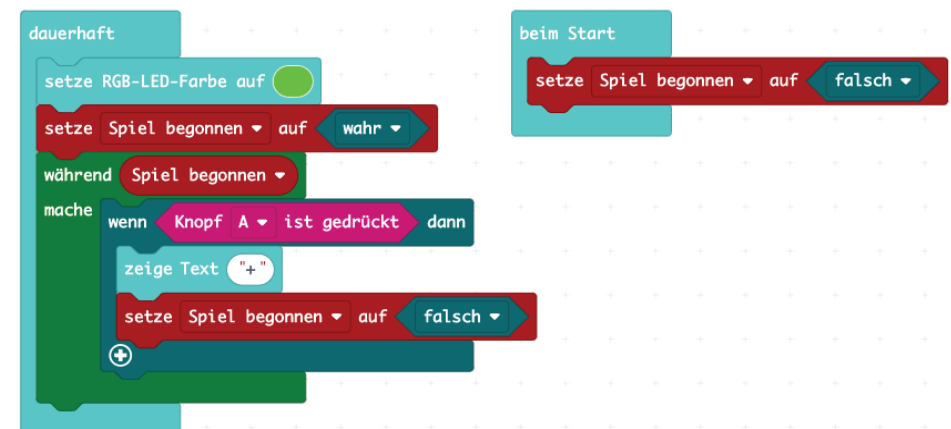 dauerhaft
setze RGB-LED-Farbe auf
setze Spiel begonnen auf wahr
während Spiel begonnen
mache
wenn Knopf A ist gedrückt dann
zeige Text "+"
setze Spiel begonnen auf falsch
beim Start
setze Spiel begonnen auf falsch